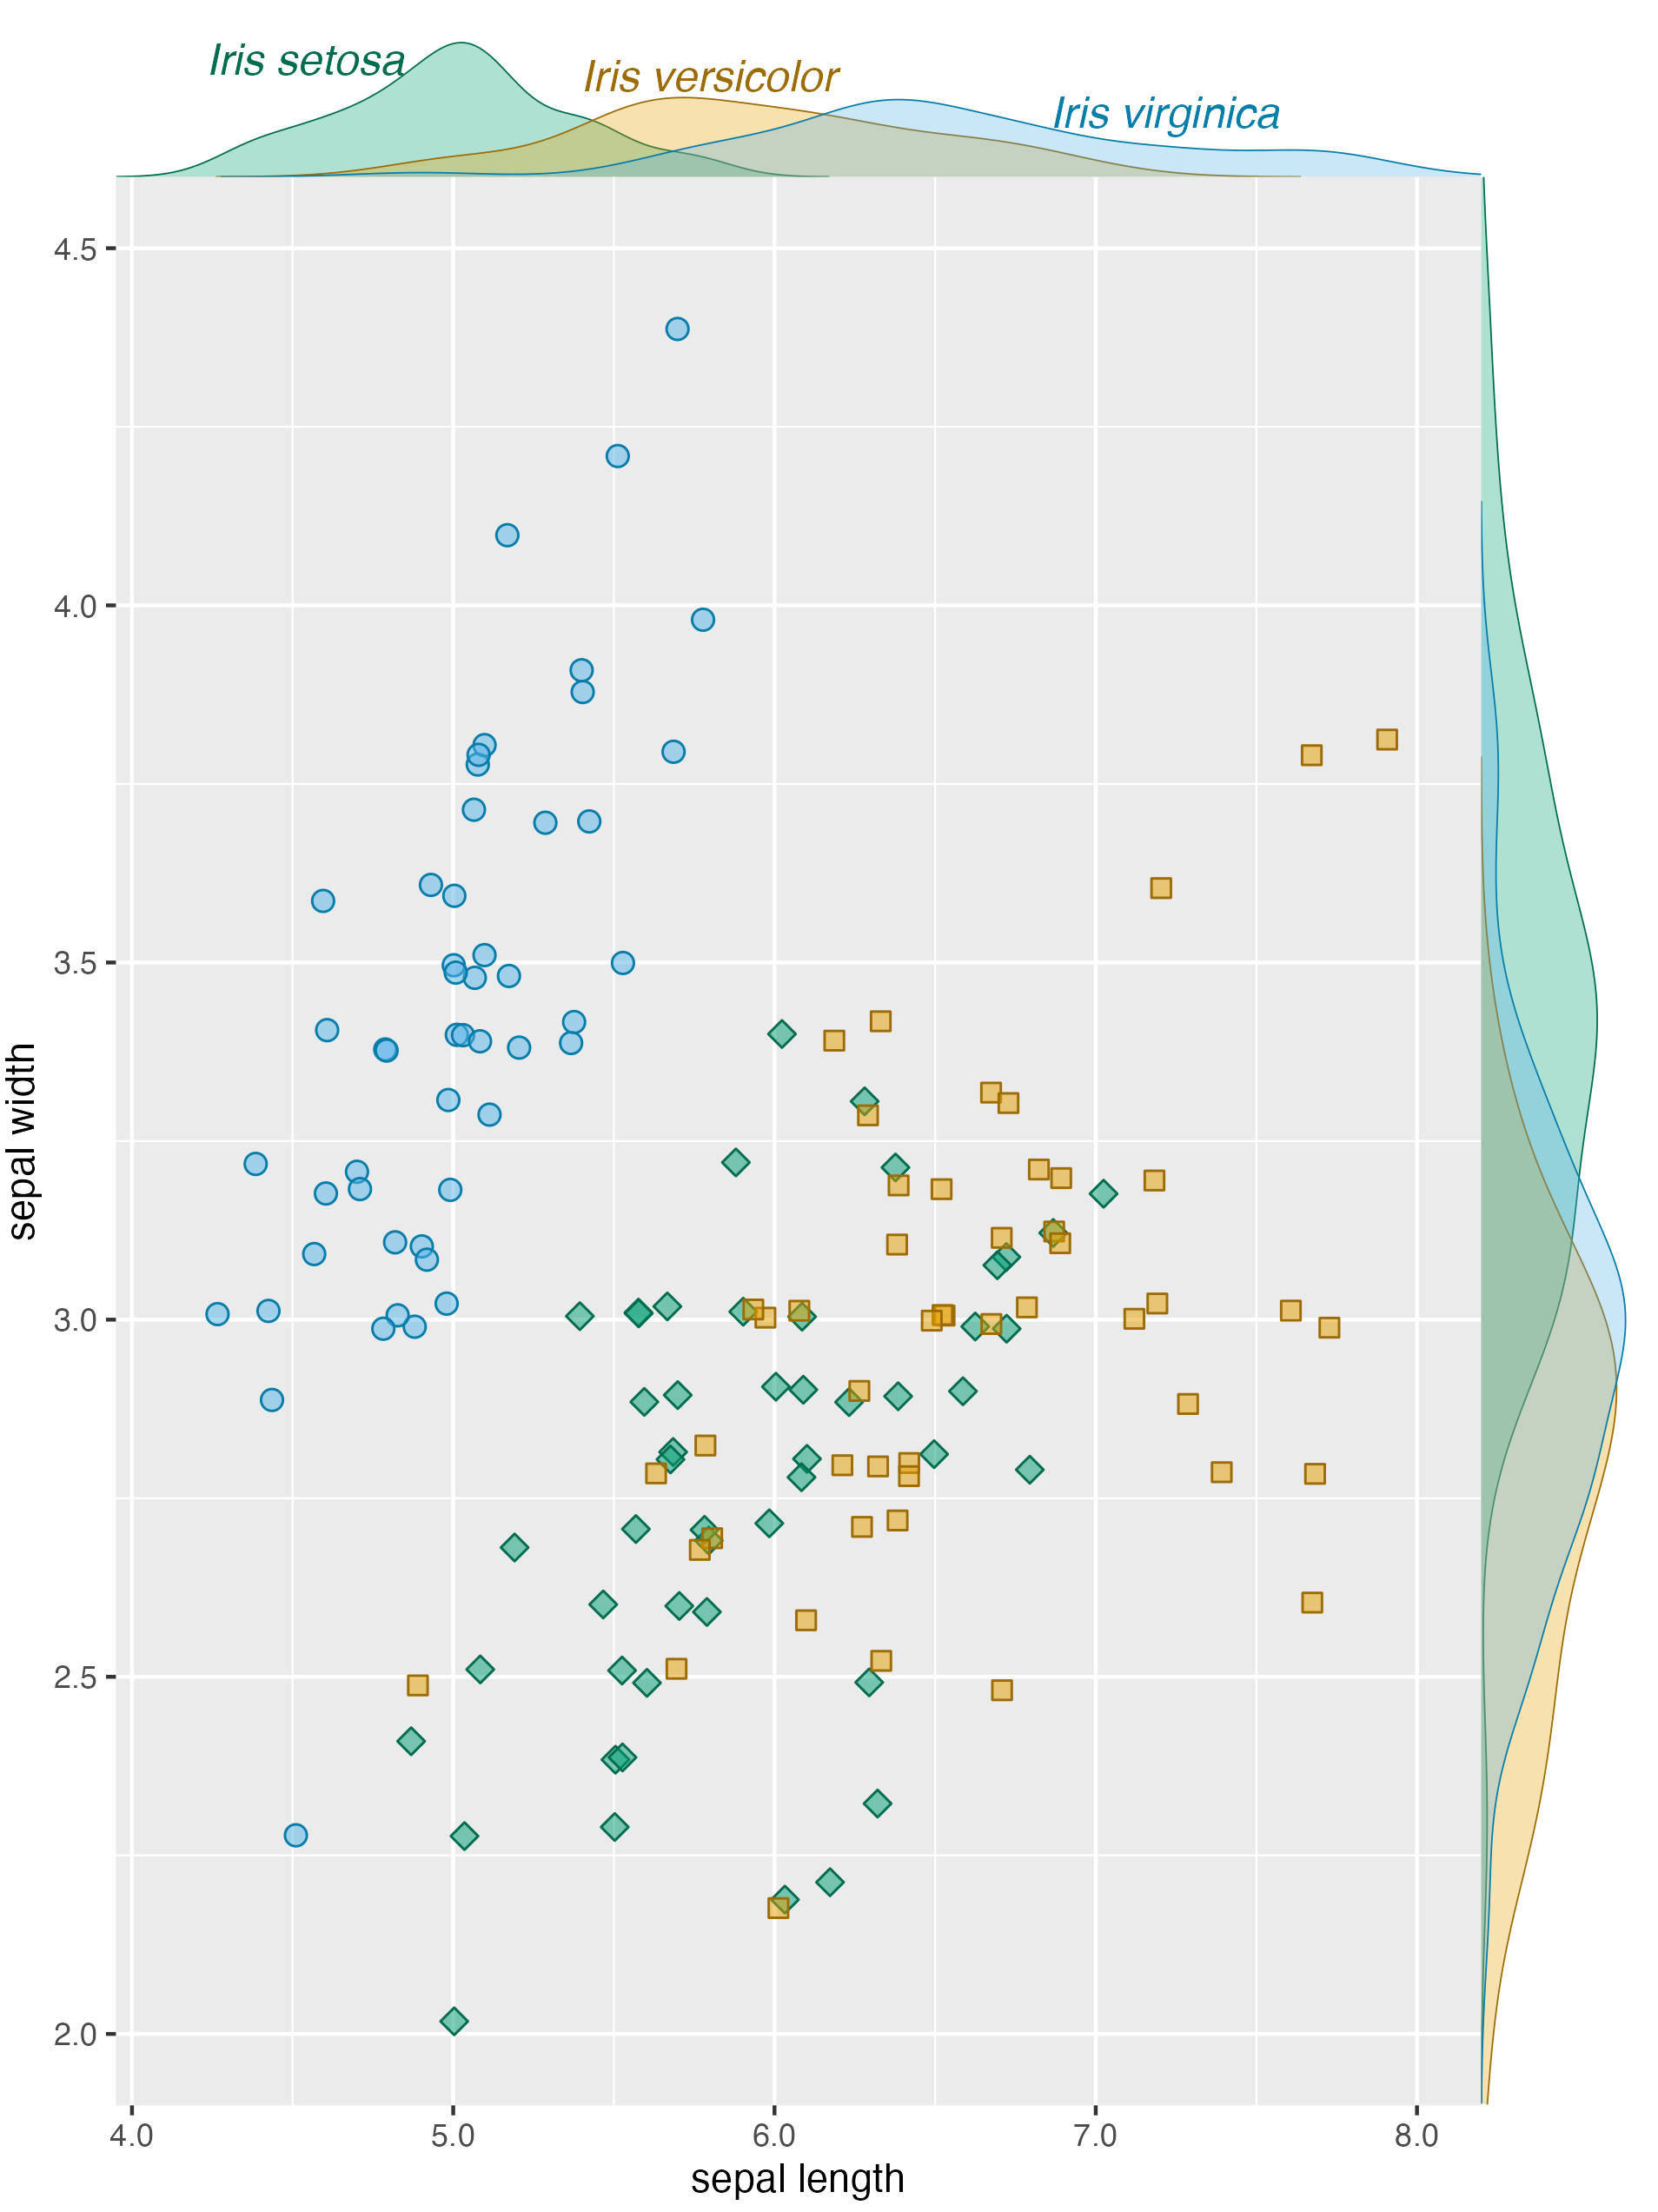 Iris setosa
Iris versicolor
Iris virginica
4.5
4.0
3.5
3.0
2.5
2.0
sepal width
4.0 5.0 6.0 7.0 8.0
sepal length